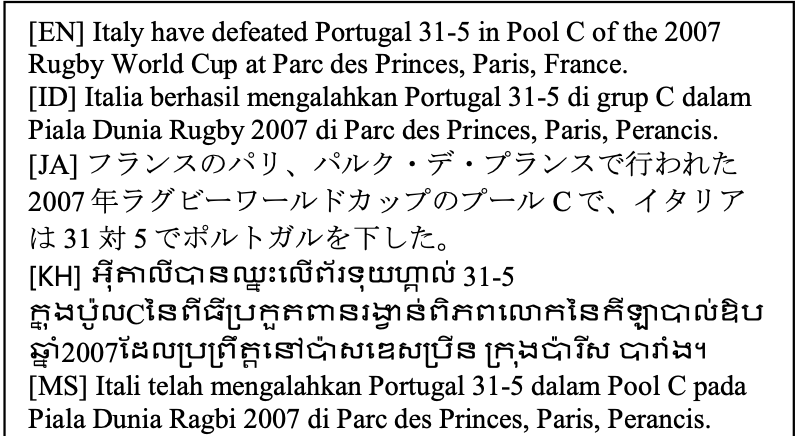 [EN] Italy have defeated Portugal 31-5 in Pool C of the 2007
Rugby World Cup at Parc des Princes, Paris, France.
[ID] Italia berhasil mengalahkan Portugal 31-5 di grup C dalam
Piala Dunia Rugby 2007 di Parc des Princes, Paris, Perancis.
[JA] フランスのパリ、パルク・デ・プランスで行われた
2007 年ラグビーワールドカップのプール C で、イタリア
は 31 対 5 でポルトガルを下した。
[KH] អ៊ីតាលីបានឈ្នះលើព័រទុយហ្គាល់ 31-5
ក្នុងប៉ូលCនៃពីធីប្រកួតពានរង្វាន់ពិភពលោកនៃកីឡាបាល់ឱប
ឆ្នាំ2007ដែលប្រព្រឹត្តនៅប៉ាសឌេសប្រីន ក្រុងប៉ារីស បារាំង។
[MS] Itali telah mengalahkan Portugal 31-5 dalam Pool C pada
Piala Dunia Ragbi 2007 di Parc des Princes, Paris, Perancis.